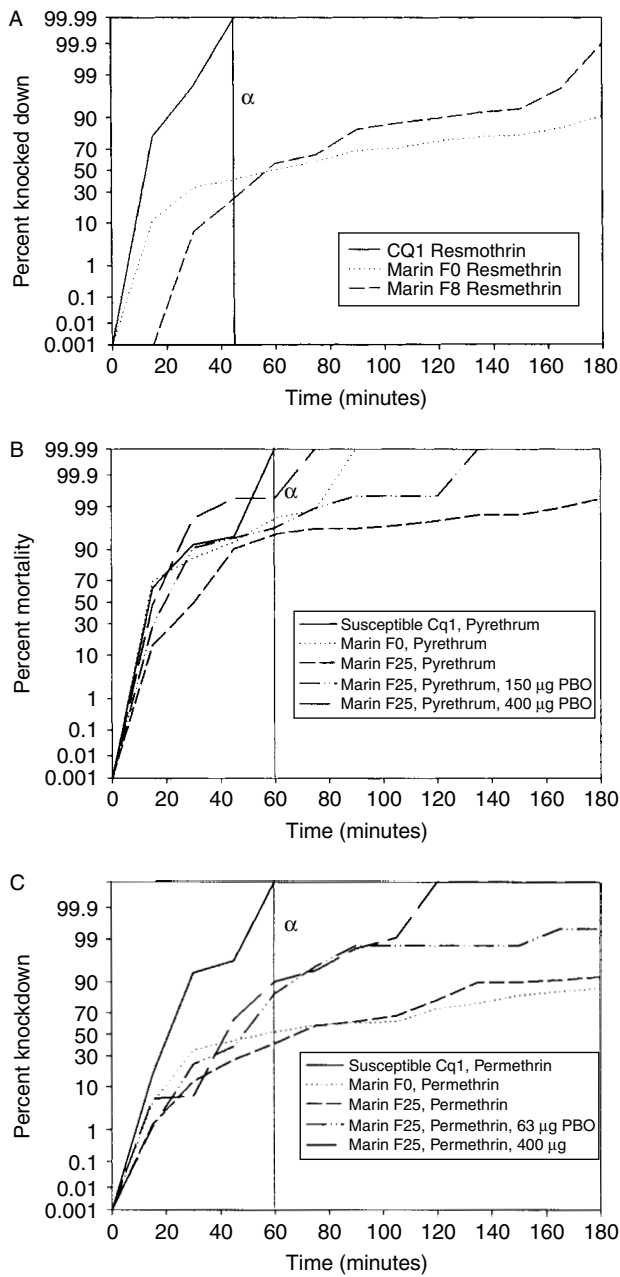 A
99.99
99.9
99
90
70
50
30
10
1
0.1
0.01
0.001
Percent knocked down
α
CQ1 Resmothrin
Marin F0 Resmethrin
Marin F8 Resmethrin
0 20 40 60 80 100 120 140 160 180
Time (minutes)
B
99.99
99.9
99
90
70
50
30
10
1
0.1
0.01
0.001
Percent mortality
α
Susceptible Cq1, Pyrethrum
Marin F0, Pyrethrum
Marin F25, Pyrethrum
Marin F25, Pyrethrum, 150 μg PBO
Marin F25, Pyrethrum, 400 μg PBO
0 20 40 60 80 100 120 140 160 180
Time (minutes)
C
99.9
99
90
70
50
30
10
1
0.1
0.01
0.001
Percent knockdown
α
Susceptible Cq1, Permethrin
Marin F0, Permethrin
Marin F25, Permethrin
Marin F25, Permethrin, 63 μg PBO
Marin F25, Permethrin, 400 μg
0 20 40 60 80 100 120 140 160 180
Time (minutes)